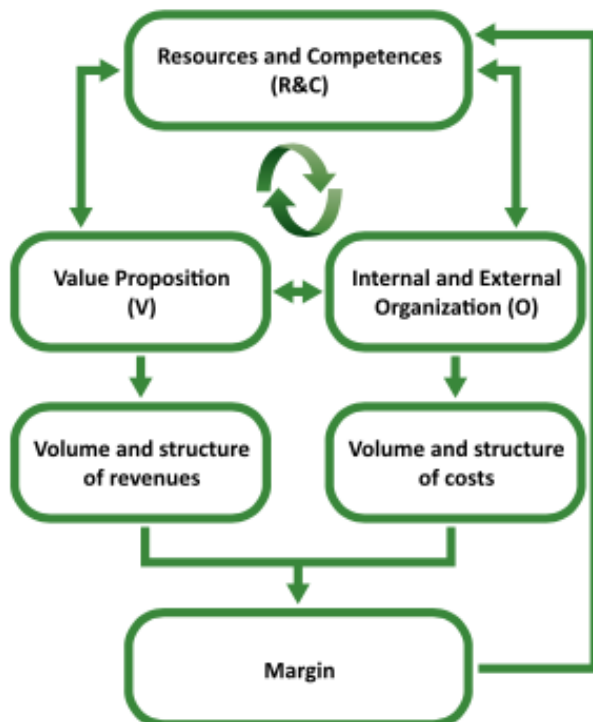 Resources and Competences
(R&C)
Value Proposition
(V)
Internal and External
Organization (O)
Volume and structure
of revenues
Volume and structure
of costs
Margin